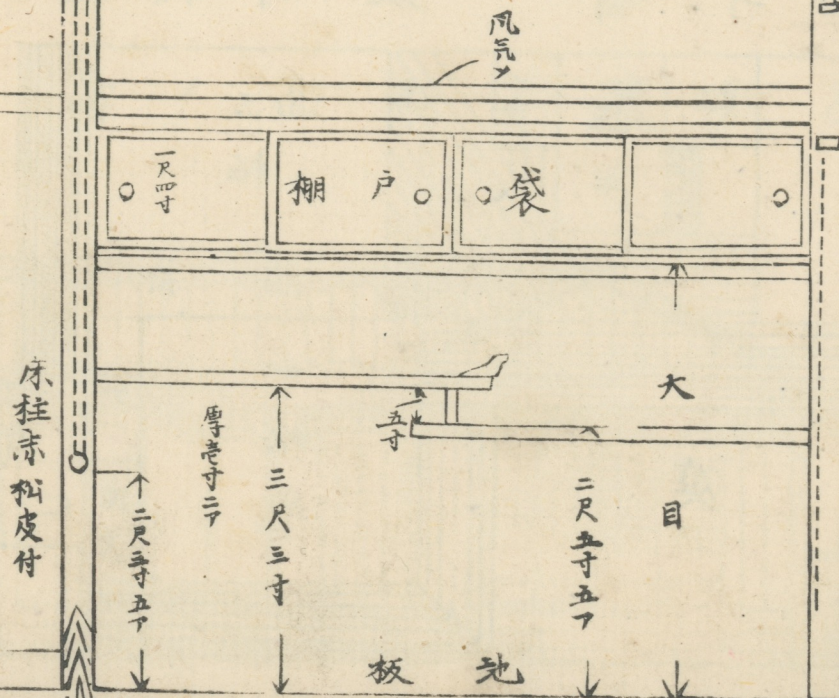 風気メ
袋 戸 棚
一尺四寸
大
目
二尺五寸五ア
五寸
三尺三寸
厚壱寸二ア
二尺三寸五ア
床柱赤松皮付
地板